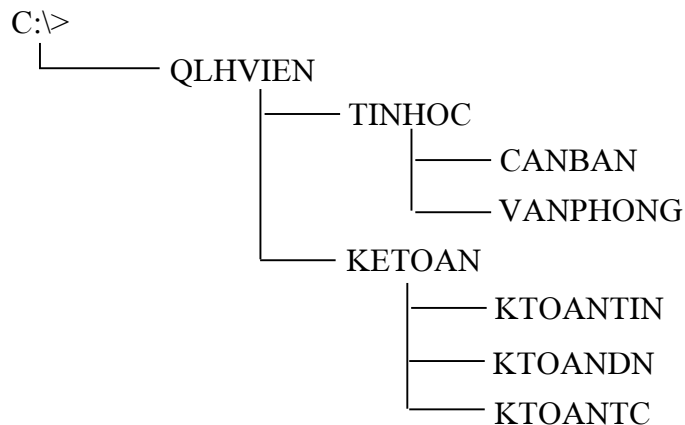 C:\>
QLHVIEN
TINHOC
CANBAN
VANPHONG
KETOAN
KTOANTIN
KTOANDN
KTOANTC